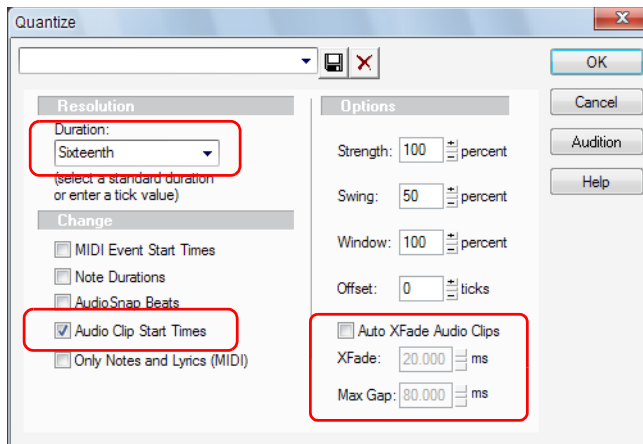 Quantize
OK
Cancel
Audition
Help
Resolution
Duration:
Sixteenth
(select a standard duration
or enter a tick value)
Change
MIDI Event Start Times
Note Durations
AudioSnap Beats
Audio Clip Start Times
Only Notes and Lyrics (MIDI)
Options
Strength: 100 percent
Swing: 50 percent
Window: 100 percent
Offset: 0 ticks
Auto XFade Audio Clips
XFade: 20.000 ms
Max Gap: 80.000 ms